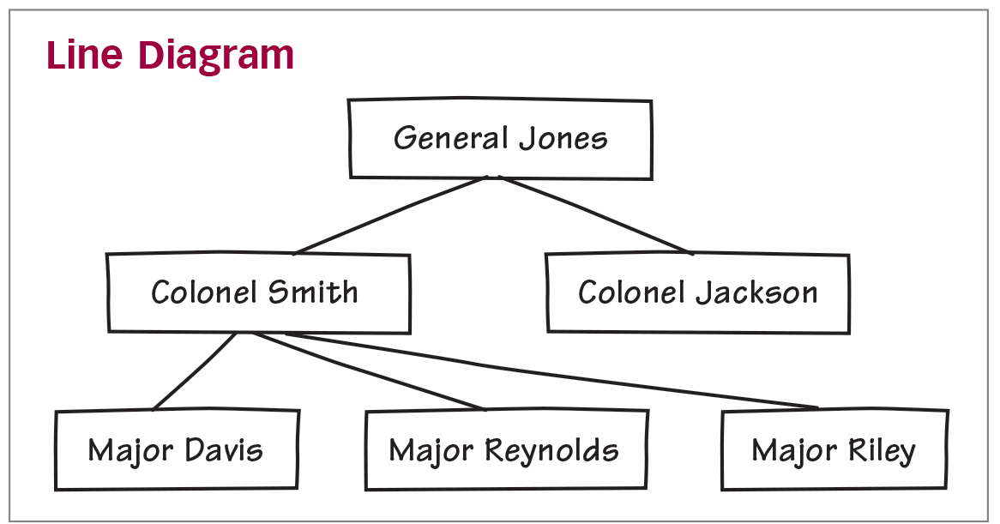 Line Diagram
General Jones
Colonel Smith
Colonel Jackson
Major Davis
Major Reynolds
Major Riley